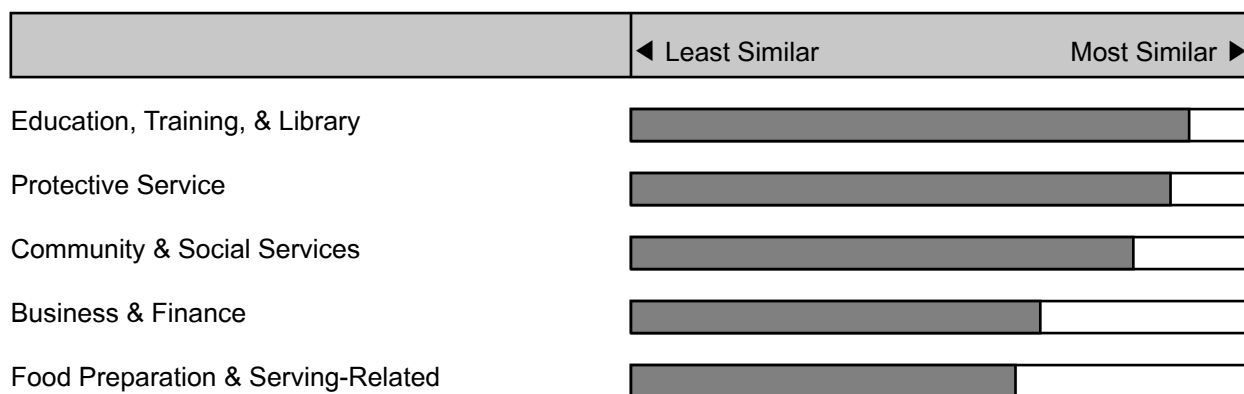 ◀ Least Similar Most Similar ▶
Education, Training, & Library
Protective Service
Community & Social Services
Business & Finance
Food Preparation & Serving-Related